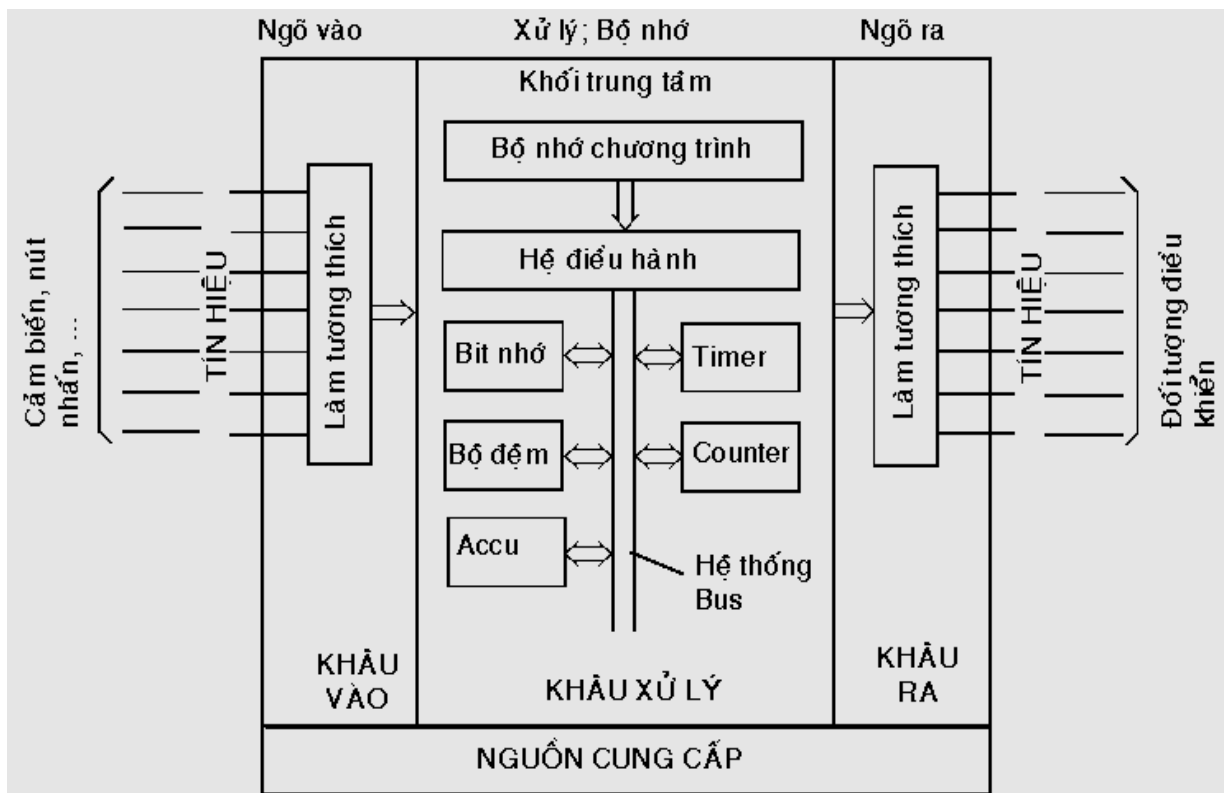 Ngõ vào
Xử lý; Bộ nhớ
Ngõ ra
Khối trung tâm
Bộ nhớ chương trình
Hệ điều hành
Bit nhớ
Timer
Bộ đệm
Counter
Accu
Hệ thống
Bus
Cảm biến, nút
nhấn, ...
TÍN HIỆU
Làm tương thích
Làm tương thích
TÍN HIỆU
Đối tượng điều
khiển
KHÂU
VÀO
KHÂU XỬ LÝ
KHÂU
RA
NGUỒN CUNG CẤP